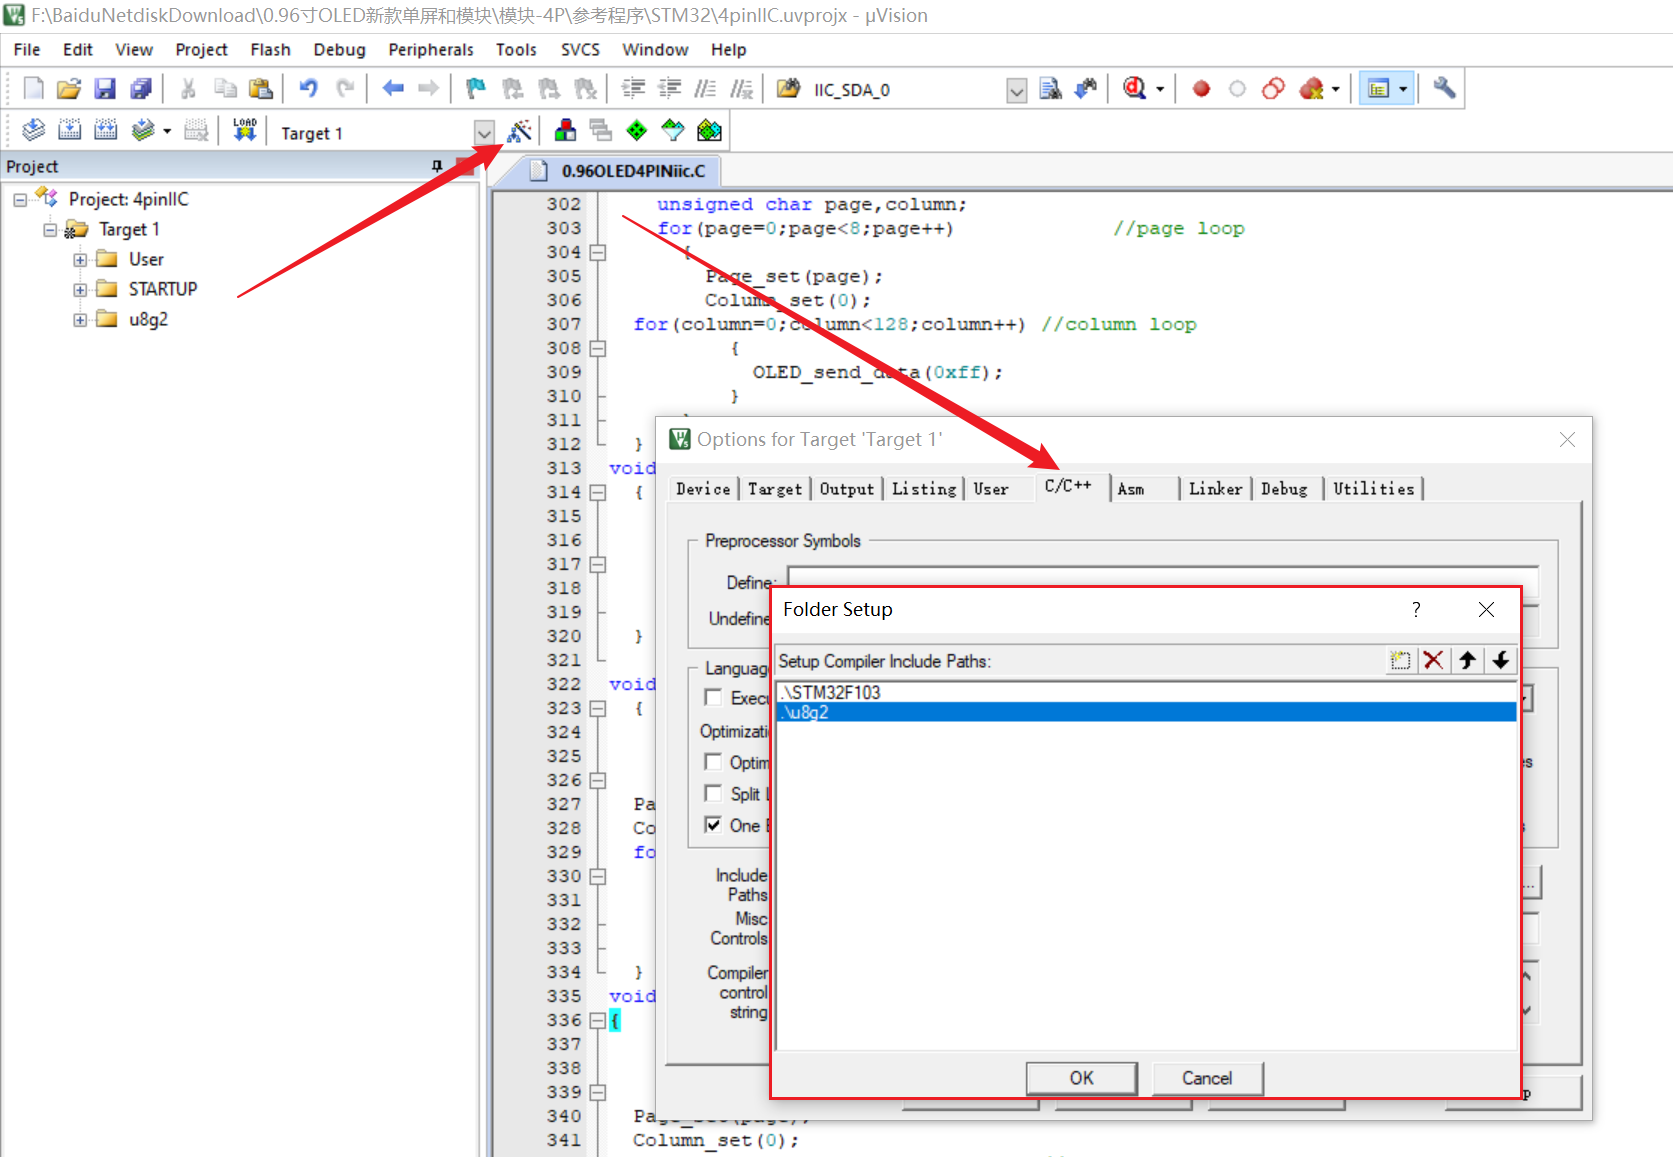 F:\BaiduNetdiskDownload\0.96寸OLED新款单屏和模块\模块-4P\参考程序\STM32\4pinIIC.uvprojx - µVision
File Edit View Project Flash Debug Peripherals Tools SVCS Window Help
IIC_SDA_0
LOAD
Target 1
Project
0.96OLED4PINiic.C
Project: 4pinIIC
Target 1
User
STARTUP
u8g2
302 unsigned char page,column;
303 for(page=0;page<8;page++) //page loop
304 {
305 Page_set(page);
306 Column_set(0);
307 for(column=0;column<128;column++) //column loop
308 {
309 OLED_send_data(0xff);
310 }
311
312 }
313 void
314 {
315
316
317
318
319
320 }
321
322 void
323 {
324
325
326
327 Pa
328 Co
329 fo
330
331
332
333
334 }
335 void
336 {
337
338
339
340 Page_set(page);
341 Column_set(0);
Options for Target 'Target 1'
Device Target Output Listing User C/C++ Asm Linker Debug Utilities
Preprocessor Symbols
Define:
Undefine
Language
Execu
Optimizati
Optim
es
Split L
One E
s
Include
Paths
...
Misc
Controls
Compiler
control
string
p
Folder Setup
?
Setup Compiler Include Paths:
.\STM32F103
.\u8g2
OK Cancel